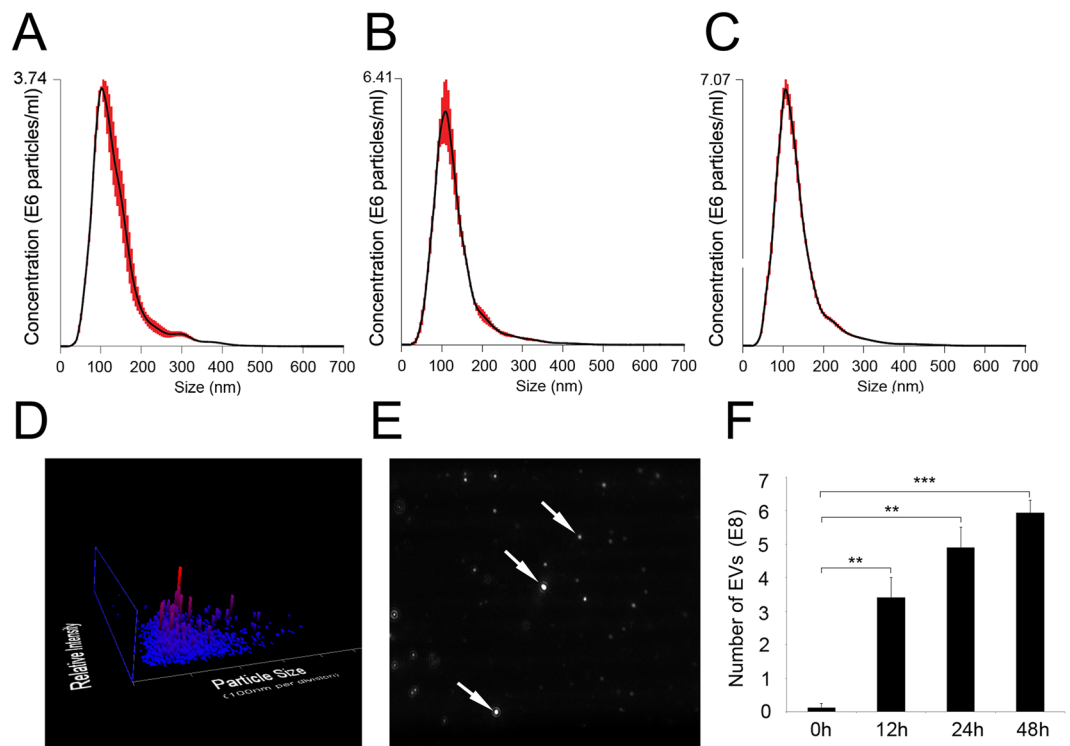 A
B
C
3.74
6.41
7.07
Concentration (E6 particles/ml)
Concentration (E6 particles/ml)
Concentration (E6 particles/ml)
0 100 200 300 400 500 600 700
0 100 200 300 400 500 600 700
0 100 200 300 400 500 600 700
Size (nm)
Size (nm)
Size (nm)
D
E
F
Relative Intensity
Particle Size
(100nm per division)
Number of EVs (E8)
7
6
5
4
3
2
1
0
***
**
**
0h 12h 24h 48h